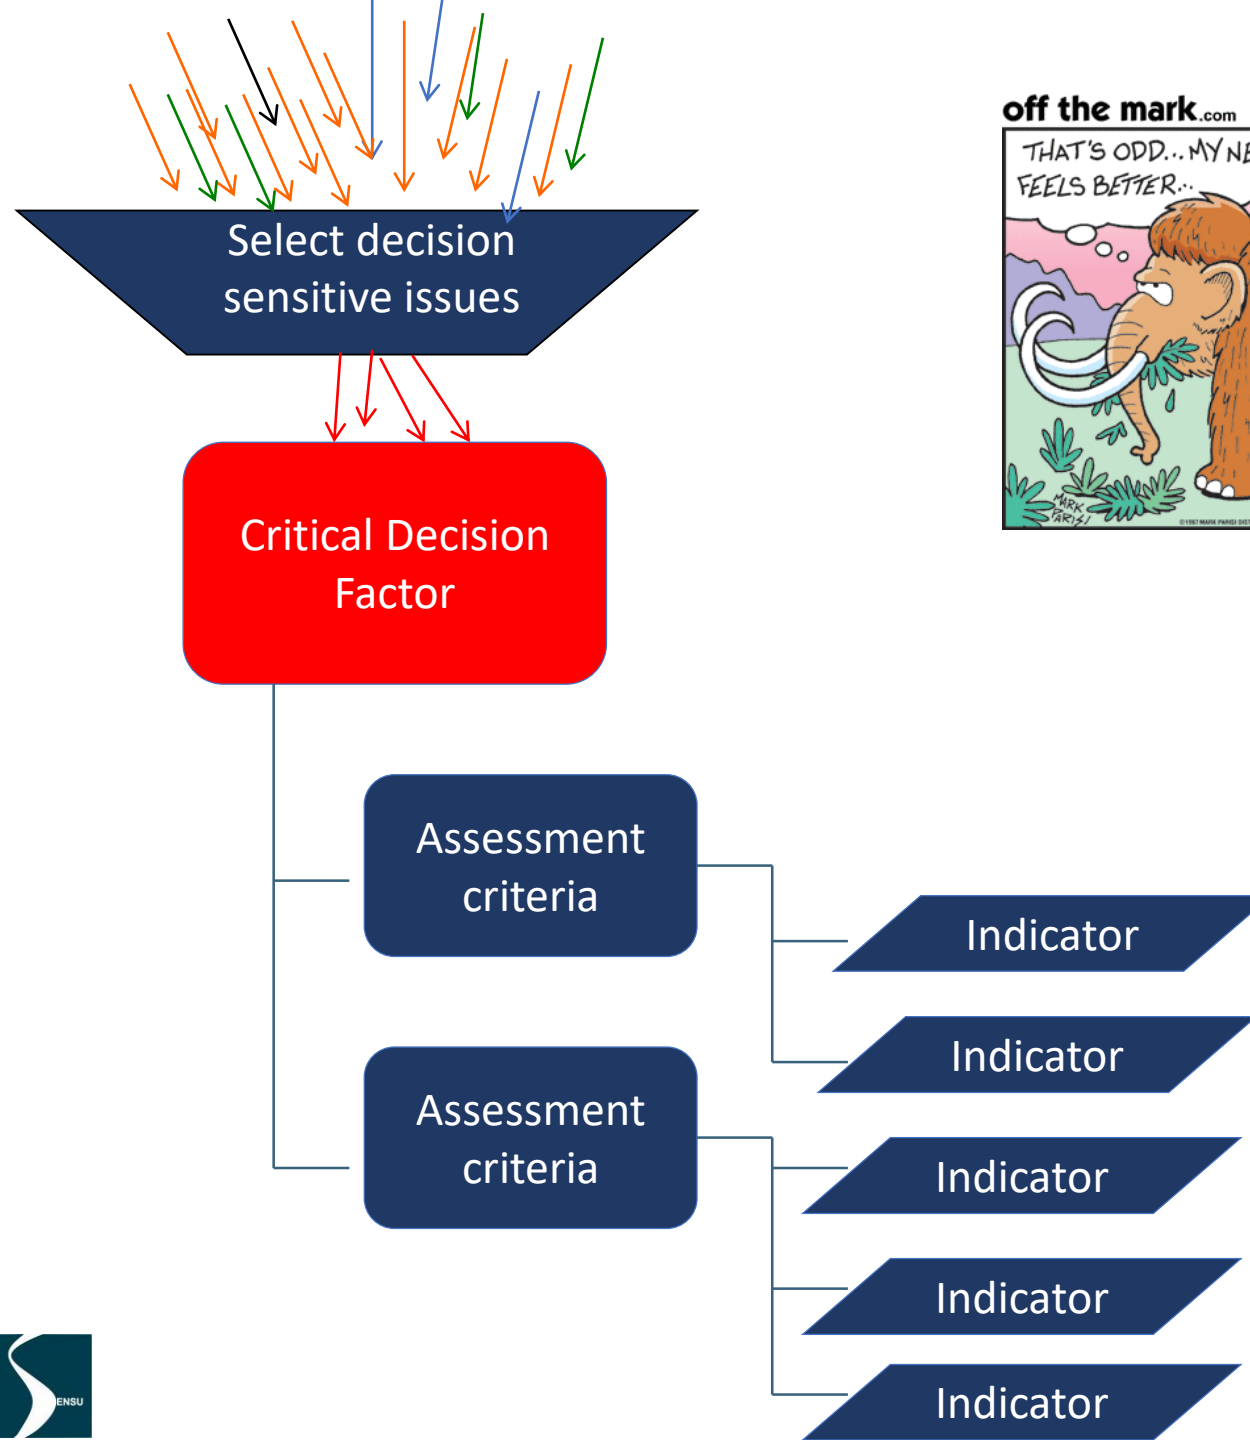 off the mark.com
THAT'S ODD...MY
FEELS BETTER...
Select decision
sensitive issues
Critical Decision
Factor
MARK
PARISI
Assessment
criteria
Indicator
Indicator
Assessment
criteria
Indicator
Indicator
Indicator
ENSU